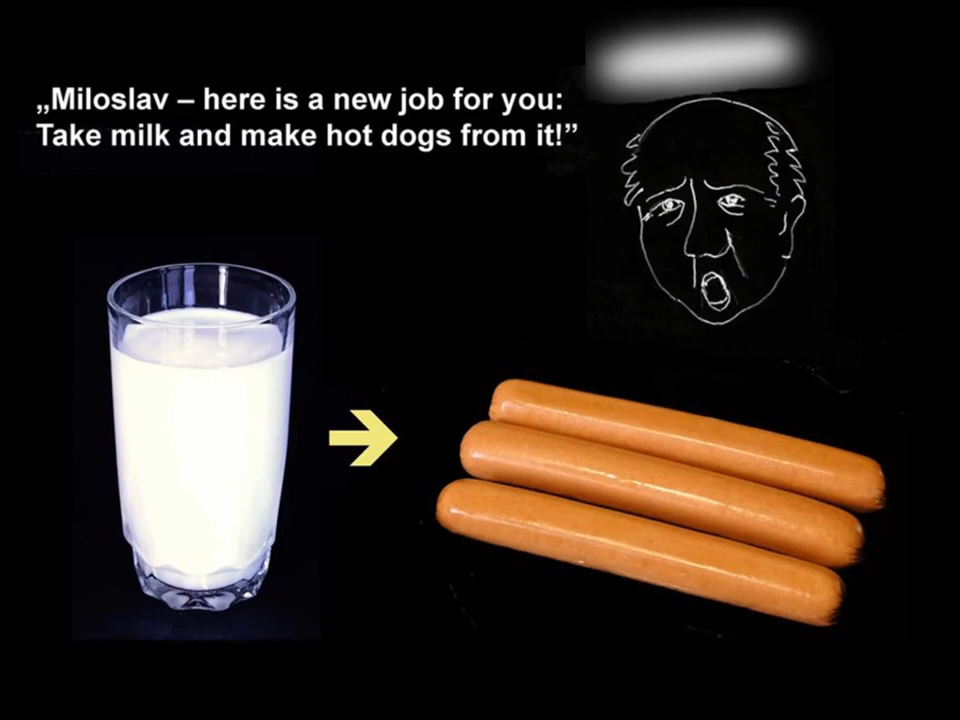 „Miloslav – here is a new job for you:
Take milk and make hot dogs from it!”